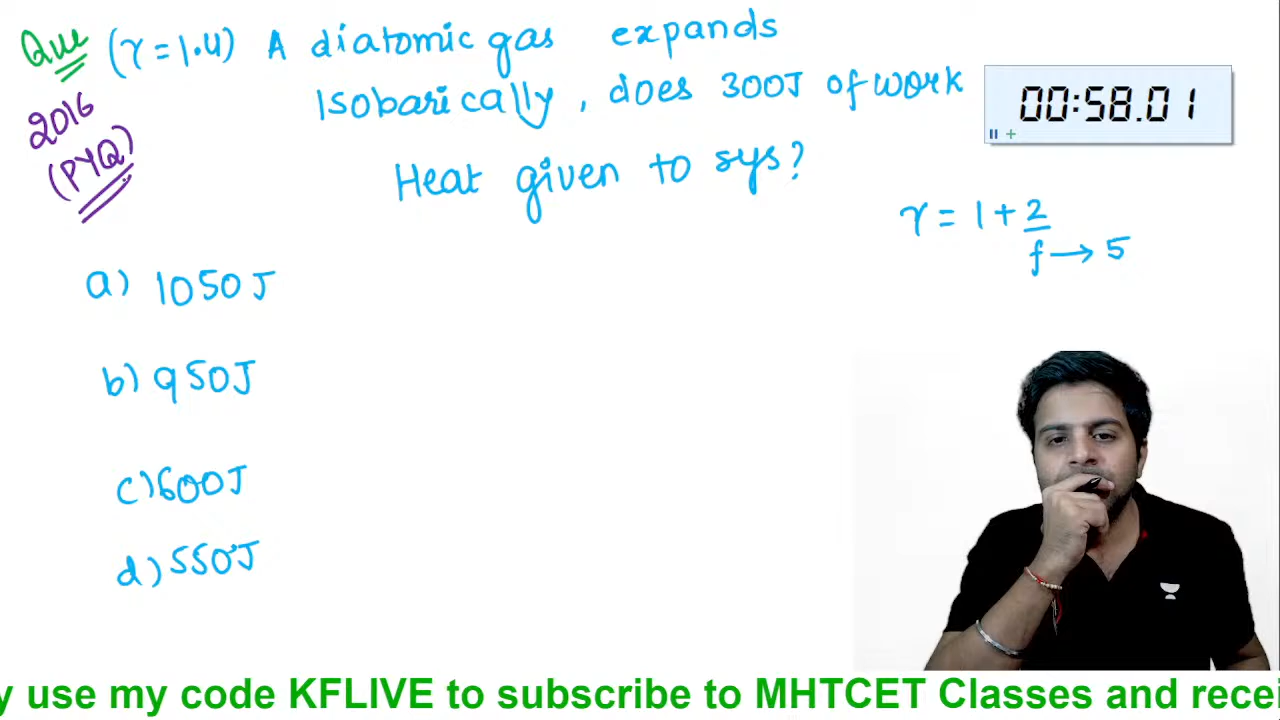 Que (γ = 1.4) A diatomic gas expands
2016 Isobarically, does 300J of work
(PYQ) Heat given to sys?
00:58.01
γ = 1 + 2
f → 5
a) 1050J
b) 950J
c) 600J
d) 550J
y use my code KFLIVE to subscribe to MHTCET Classes and recei